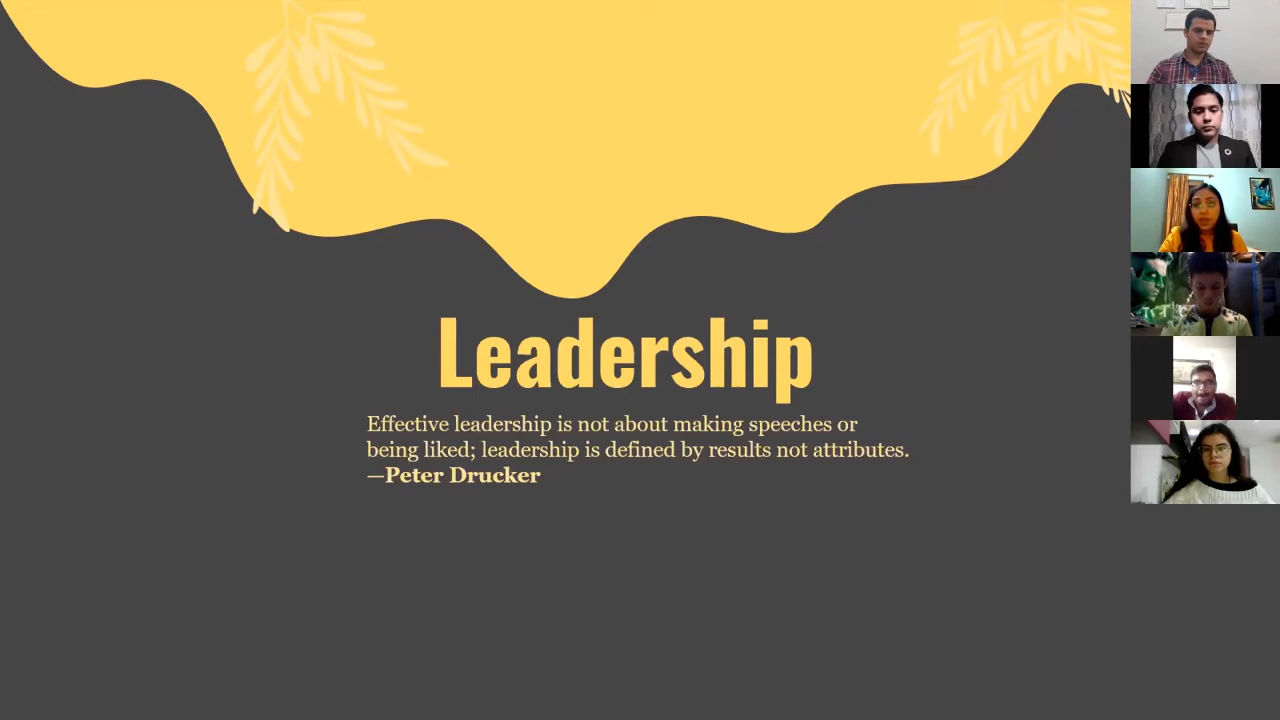 Leadership
Effective leadership is not about making speeches or
being liked; leadership is defined by results not attributes.
—Peter Drucker